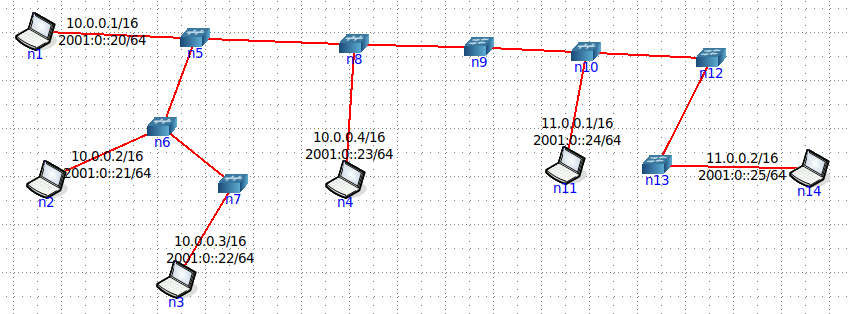 10.0.0.1/16
2001:0::20/64
n1
n5
n8
n9
n10
n12
n6
10.0.0.2/16
2001:0::21/64
n2
n7
10.0.0.3/16
2001:0::22/64
n3
10.0.0.4/16
2001:0::23/64
n4
11.0.0.1/16
2001:0::24/64
n11
n13
11.0.0.2/16
2001:0::25/64
n14